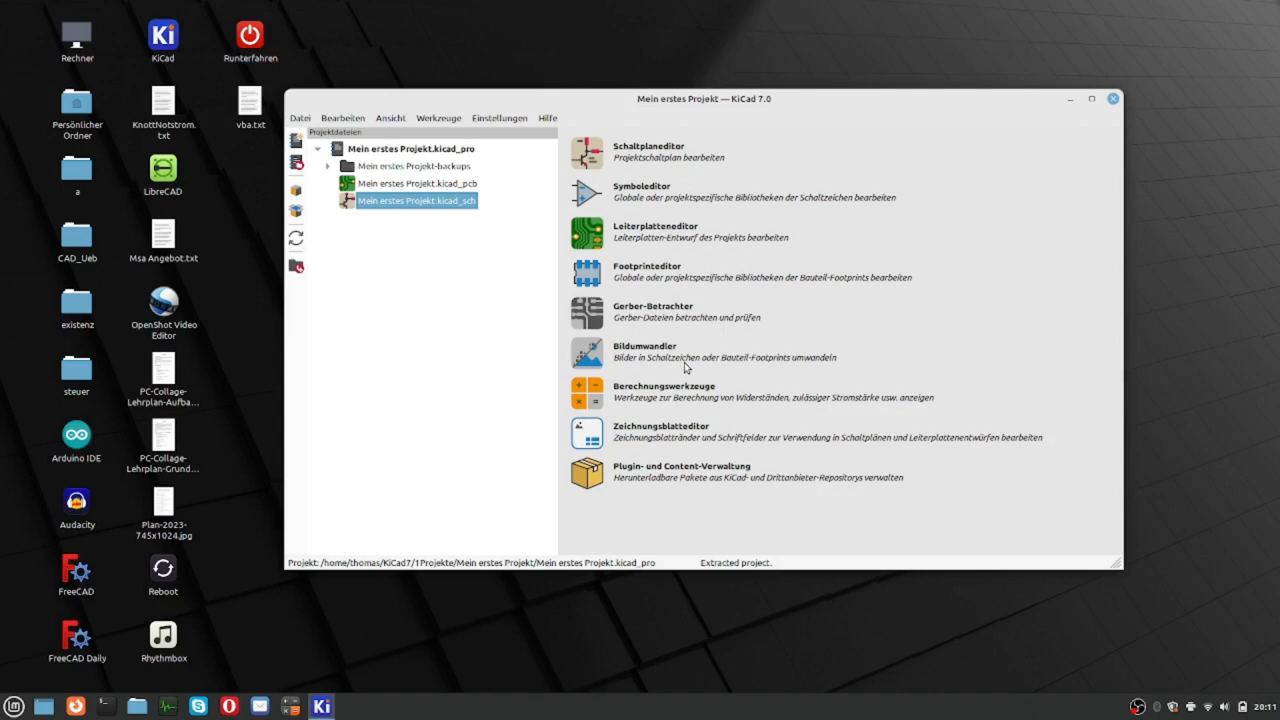 Rechner
Ki
KiCad
Runterfahren
Persönlicher
Ordner
KnottNotstrom.
txt
vba.txt
a
LibreCAD
CAD_Ueb
Msa Angebot.txt
existenz
OpenShot Video
Editor
steuer
PC-Collage-
Lehrplan-Aufba...
Arduino IDE
PC-Collage-
Lehrplan-Grund...
Audacity
Plan-2023-
745x1024.jpg
FreeCAD
Reboot
FreeCAD Daily
Rhythmbox
Mein erstes Projekt — KiCad 7.0
Datei Bearbeiten Ansicht Werkzeuge Einstellungen Hilfe
Projektdateien
Mein erstes Projekt.kicad_pro
Mein erstes Projekt-backups
Mein erstes Projekt.kicad_pcb
Mein erstes Projekt.kicad_sch
Schaltplaneditor
Projektschaltplan bearbeiten
Symboleditor
Globale oder projektspezifische Bibliotheken der Schaltzeichen bearbeiten
Leiterplatteneditor
Leiterplatten-Entwurf des Projekts bearbeiten
Footprinteditor
Globale oder projektspezifische Bibliotheken der Bauteil-Footprints bearbeiten
Gerber-Betrachter
Gerber-Dateien betrachten und prüfen
Bildumwandler
Bilder in Schaltzeichen oder Bauteil-Footprints umwandeln
Berechnungswerkzeuge
Werkzeuge zur Berechnung von Widerständen, zulässiger Stromstärke usw. anzeigen
Zeichnungsblatteditor
Zeichnungsblattränder und Schriftfelder zur Verwendung in Schaltplänen und Leiterplattenentwürfen bearbeiten
Plugin- und Content-Verwaltung
Herunterladbare Pakete aus KiCad- und Drittanbieter-Repositorys verwalten
Projekt: /home/thomas/KiCad7/1Projekte/Mein erstes Projekt/Mein erstes Projekt.kicad_pro Extracted project.
Ki
20:11